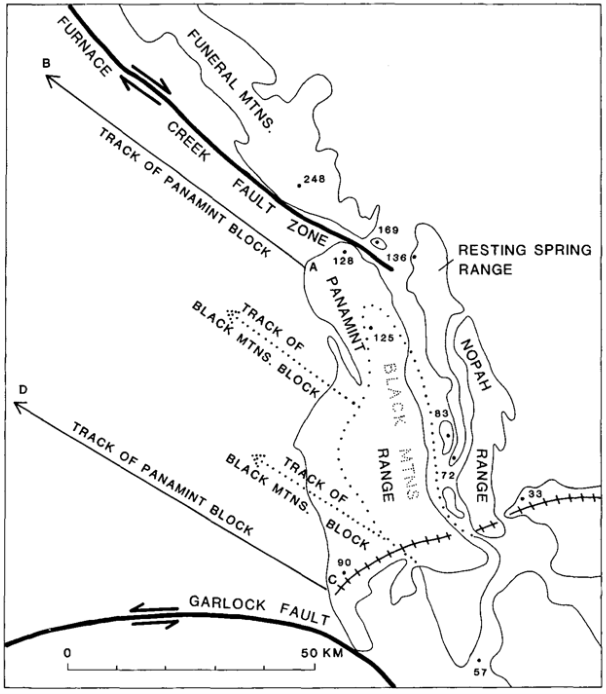 FURNACE
CREEK
FAULT
ZONE
FUNERAL MTNS.
B
TRACK OF PANAMINT BLOCK
248
169
136
128
A
RESTING SPRING
RANGE
PANAMINT
RANGE
125
TRACK OF
BLACK MTNS. BLOCK
BLACK MTNS
NOPAH
RANGE
D
TRACK OF PANAMINT BLOCK
83
72
TRACK OF
BLACK MTNS. BLOCK
33
90
C
GARLOCK FAULT
0
50 KM
57